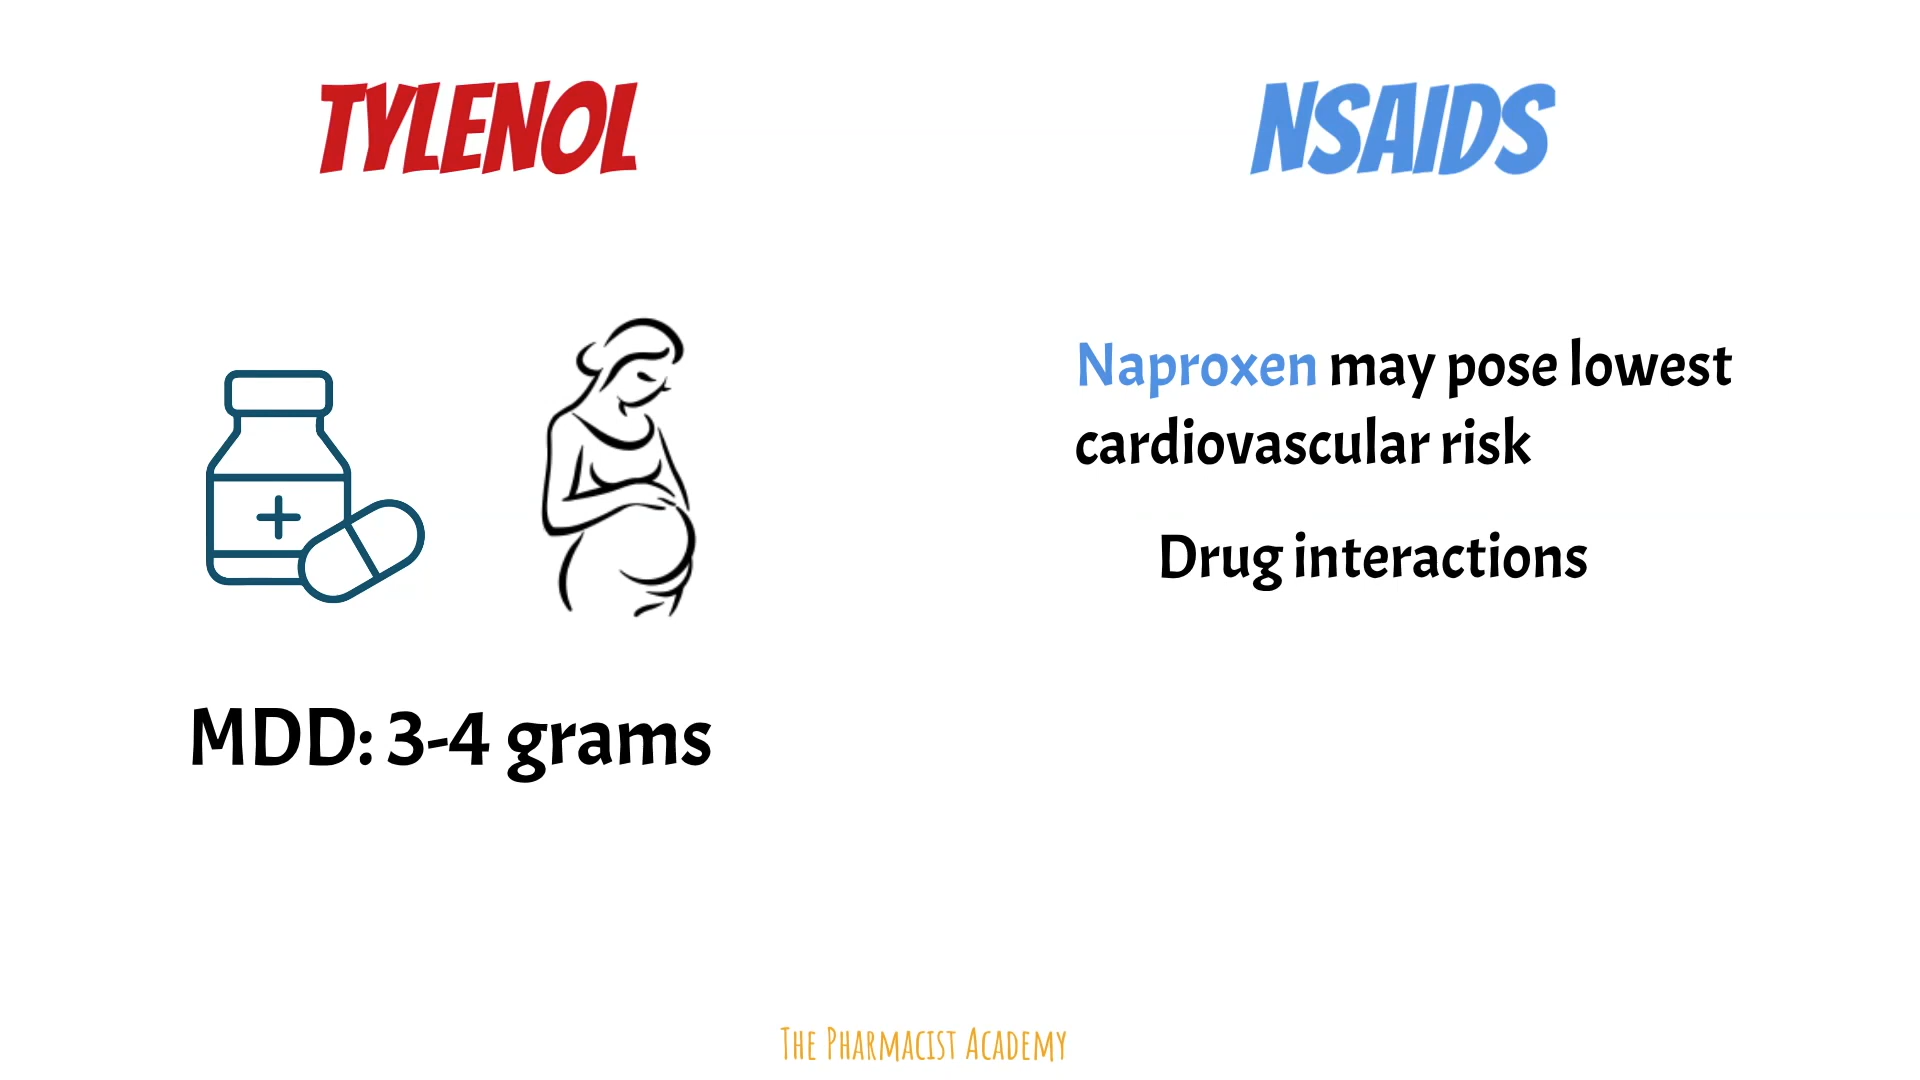 TYLENOL
NSAIDS
Naproxen may pose lowest
cardiovascular risk
Drug interactions
MDD: 3-4 grams
The Pharmacist Academy